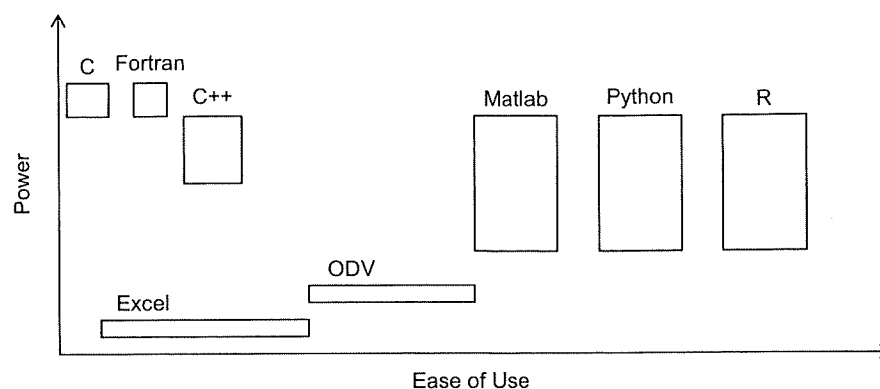 C
Fortran
C++
Matlab
Python
R
Power
ODV
Excel
Ease of Use